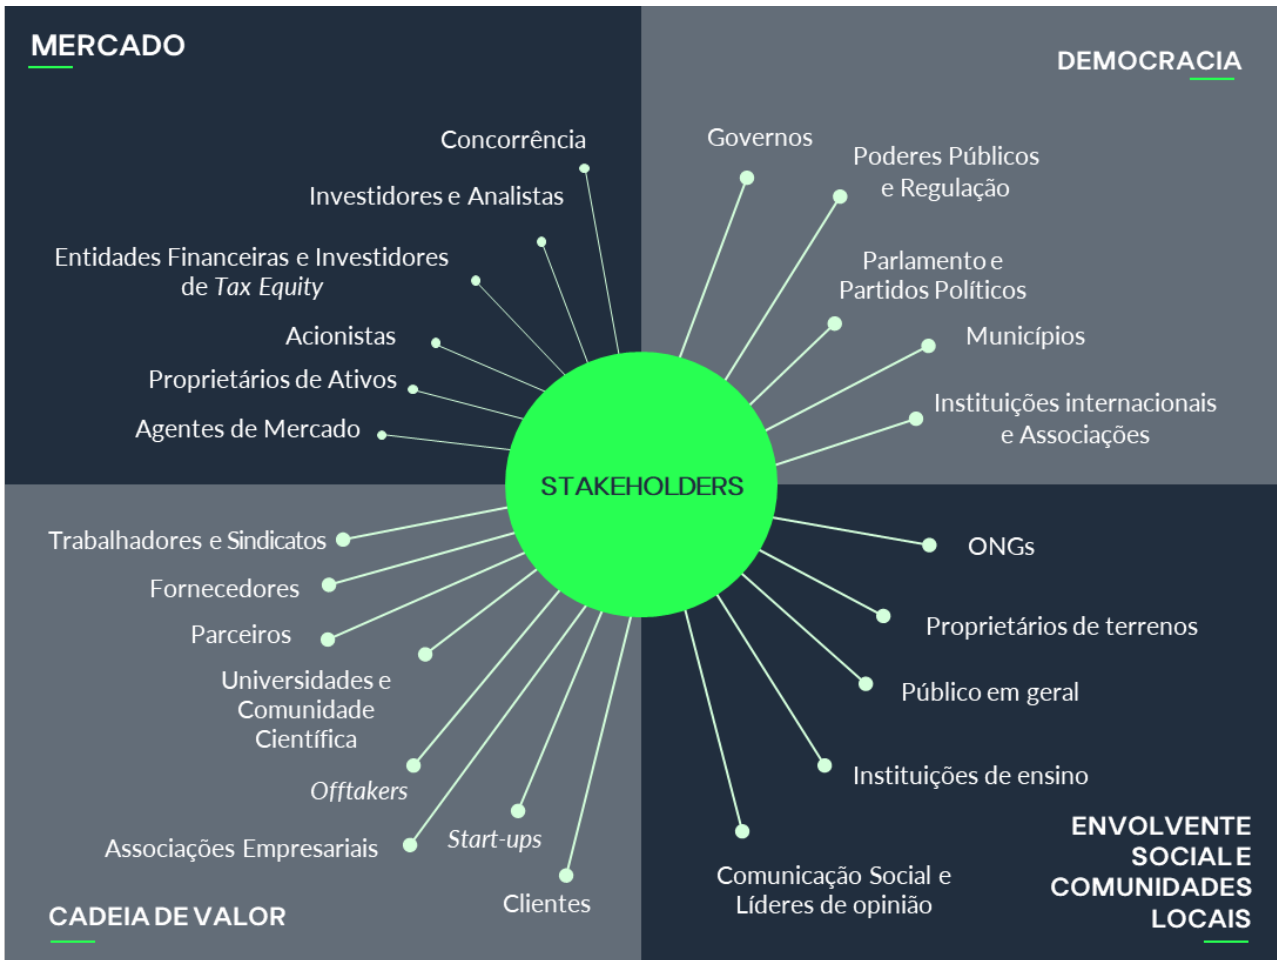 MERCADO
Concorrência
Investidores e Analistas
Entidades Financeiras e Investidores
de Tax Equity
Acionistas
Proprietários de Ativos
Agentes de Mercado
DEMOCRACIA
Governos
Poderes Públicos
e Regulação
Parlamento e
Partidos Políticos
Municípios
Instituições internacionais
e Associações
STAKEHOLDERS
Trabalhadores e Sindicatos
Fornecedores
Parceiros
Universidades e
Comunidade
Científica
Offtakers
Associações Empresariais
Start-ups
Clientes
CADEIA DE VALOR
ONGs
Proprietários de terrenos
Público em geral
Instituições de ensino
Comunicação Social e
Líderes de opinião
ENVOLVENTE
SOCIAL E
COMUNIDADES
LOCAIS